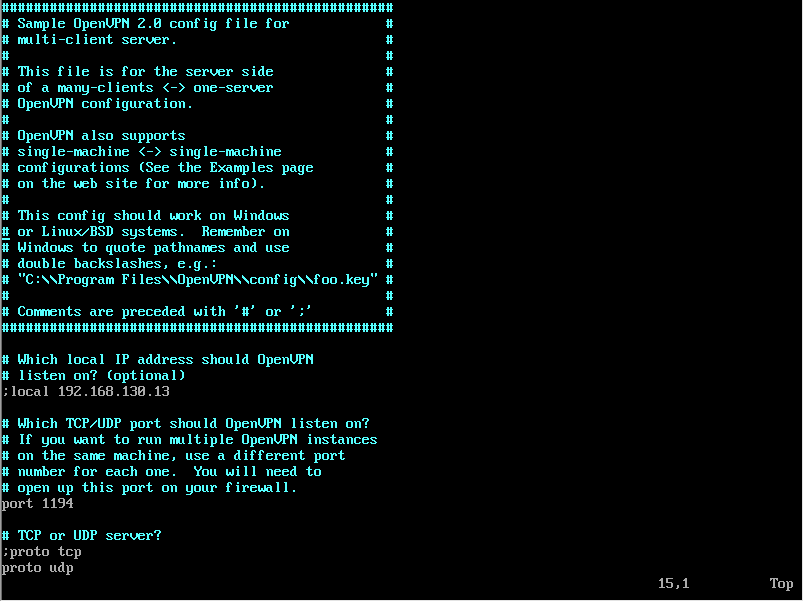 #################################################
# Sample OpenVPN 2.0 config file for            #
# multi-client server.                          #
#                                               #
# This file is for the server side              #
# of a many-clients <-> one-server              #
# OpenVPN configuration.                        #
#                                               #
# OpenVPN also supports                         #
# single-machine <-> single-machine             #
# configurations (See the Examples page         #
# on the web site for more info).               #
#                                               #
# This config should work on Windows            #
# or Linux/BSD systems.  Remember on            #
# Windows to quote pathnames and use            #
# double backslashes, e.g.:                     #
# "C:\\Program Files\\OpenVPN\\config\\foo.key" #
#                                               #
# Comments are preceded with '#' or ';'         #
#################################################

# Which local IP address should OpenVPN
# listen on? (optional)
;local 192.168.130.13

# Which TCP/UDP port should OpenVPN listen on?
# If you want to run multiple OpenVPN instances
# on the same machine, use a different port
# number for each one.  You will need to
# open up this port on your firewall.
port 1194

# TCP or UDP server?
;proto tcp
proto udp
15,1 Top